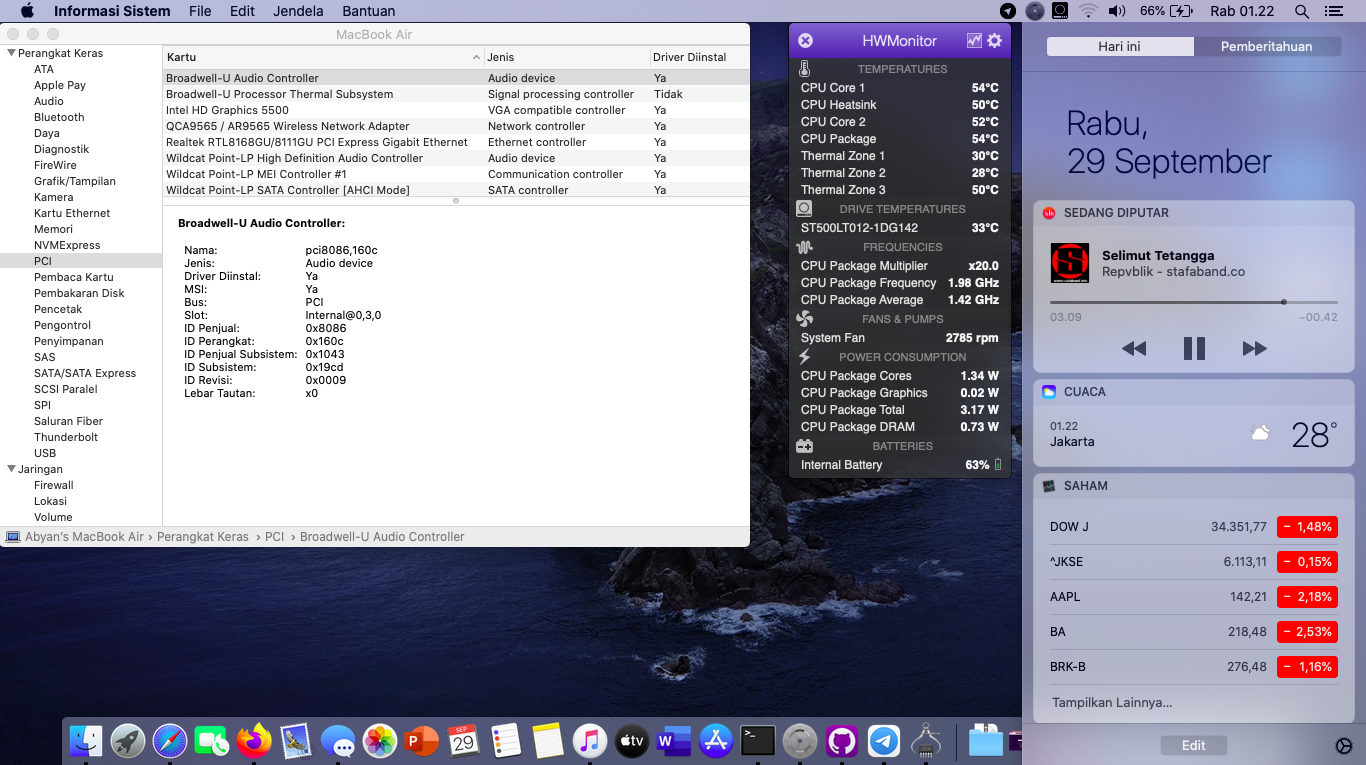 Informasi Sistem File Edit Jendela Bantuan 66% Rab 01.22
MacBook Air
Perangkat Keras
ATA
Apple Pay
Audio
Bluetooth
Daya
Diagnostik
FireWire
Grafik/Tampilan
Kamera
Kartu Ethernet
Memori
NVMExpress
PCI
Pembaca Kartu
Pembakaran Disk
Pencetak
Pengontrol
Penyimpanan
SAS
SATA/SATA Express
SCSI Paralel
SPI
Saluran Fiber
Thunderbolt
USB
Jaringan
Firewall
Lokasi
Volume
Kartu Jenis Driver Diinstal
Broadwell-U Audio Controller Audio device Ya
Broadwell-U Processor Thermal Subsystem Signal processing controller Tidak
Intel HD Graphics 5500 VGA compatible controller Ya
QCA9565 / AR9565 Wireless Network Adapter Network controller Ya
Realtek RTL8168GU/8111GU PCI Express Gigabit Ethernet Ethernet controller Ya
Wildcat Point-LP High Definition Audio Controller Audio device Ya
Wildcat Point-LP MEI Controller #1 Communication controller Ya
Wildcat Point-LP SATA Controller [AHCI Mode] SATA controller Ya
Broadwell-U Audio Controller:
Nama: pci8086,160c
Jenis: Audio device
Driver Diinstal: Ya
MSI: Ya
Bus: PCI
Slot: Internal@0,3,0
ID Penjual: 0x8086
ID Perangkat: 0x160c
ID Penjual Subsistem: 0x1043
ID Subsistem: 0x19cd
ID Revisi: 0x0009
Lebar Tautan: x0
Abyan's MacBook Air › Perangkat Keras › PCI › Broadwell-U Audio Controller
HWMonitor
TEMPERATURES
CPU Core 1 54°C
CPU Heatsink 50°C
CPU Core 2 52°C
CPU Package 54°C
Thermal Zone 1 30°C
Thermal Zone 2 28°C
Thermal Zone 3 50°C
DRIVE TEMPERATURES
ST500LT012-1DG142 33°C
FREQUENCIES
CPU Package Multiplier x20.0
CPU Package Frequency 1.98 GHz
CPU Package Average 1.42 GHz
FANS & PUMPS
System Fan 2785 rpm
POWER CONSUMPTION
CPU Package Cores 1.34 W
CPU Package Graphics 0.02 W
CPU Package Total 3.17 W
CPU Package DRAM 0.73 W
BATTERIES
Internal Battery 63%
Hari ini Pemberitahuan
Rabu,
29 September
SEDANG DIPUTAR
Selimut Tetangga
Repvblik - stafaband.co
03.09 −00.42
CUACA
01.22
Jakarta
28°
SAHAM
DOW J 34.351,77 − 1,48%
^JKSE 6.113,11 − 0,15%
AAPL 142,21 − 2,18%
BA 218,48 − 2,53%
BRK-B 276,48 − 1,16%
Tampilkan Lainnya...
Edit
SEP
29
P
tv
W
>_